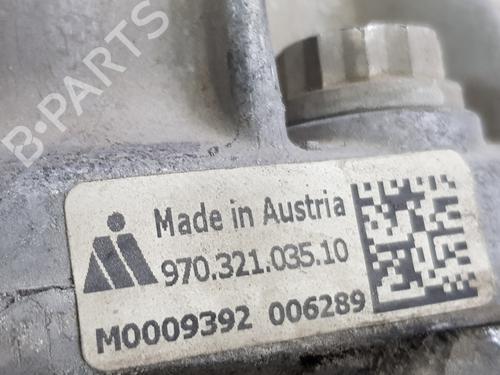 B-PARTS
Made in Austria
970.321.035.10
M0009392 006289